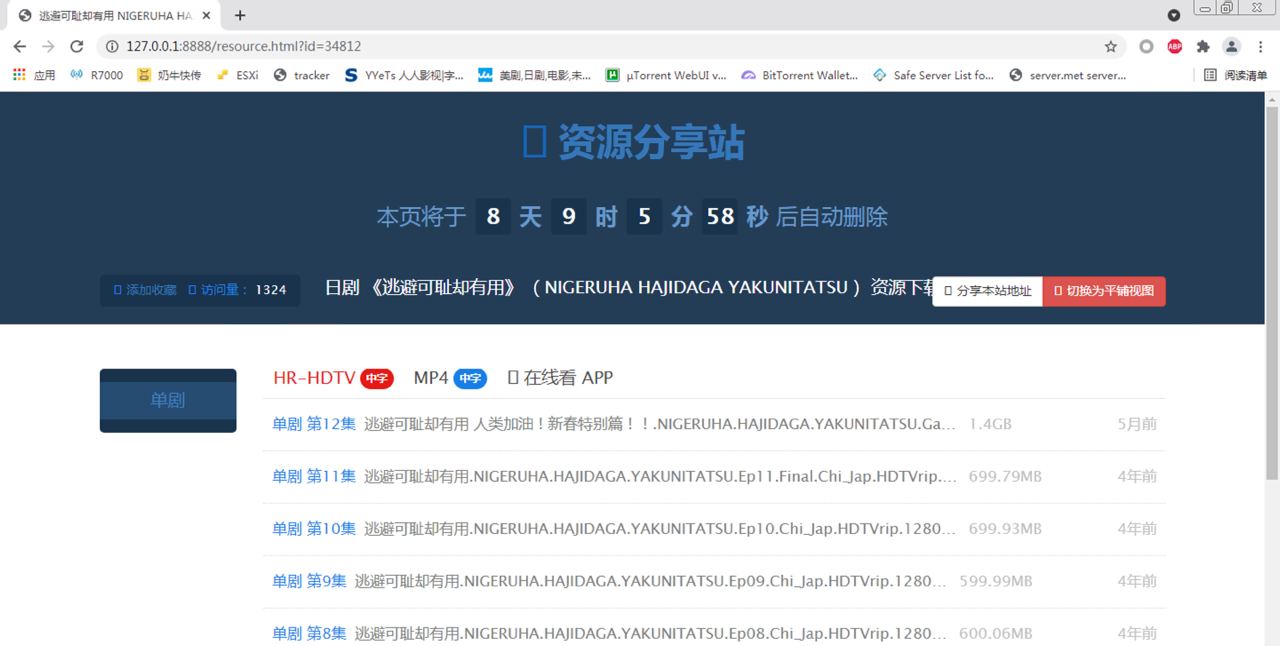 逃避可耻却有用 NIGERUHA HA
127.0.0.1:8888/resource.html?id=34812
应用 R7000 奶牛快传 ESXi tracker YYeTs 人人影视|字... 美剧,日剧,电影,未... µTorrent WebUI v... BitTorrent Wallet... Safe Server List fo... server.met server... 阅读清单
资源分享站
本页将于 8 天 9 时 5 分 58 秒 后自动删除
添加收藏 访问量: 1324 日剧 《逃避可耻却有用》 ( NIGERUHA HAJIDAGA YAKUNITATSU ) 资源下载 分享本站地址 切换为平铺视图
单剧
HR-HDTV 中字 MP4 中字 在线看 APP
单剧 第12集 逃避可耻却有用 人类加油!新春特别篇!!.NIGERUHA.HAJIDAGA.YAKUNITATSU.Ga... 1.4GB 5月前
单剧 第11集 逃避可耻却有用.NIGERUHA.HAJIDAGA.YAKUNITATSU.Ep11.Final.Chi_Jap.HDTVrip.... 699.79MB 4年前
单剧 第10集 逃避可耻却有用.NIGERUHA.HAJIDAGA.YAKUNITATSU.Ep10.Chi_Jap.HDTVrip.1280... 699.93MB 4年前
单剧 第9集 逃避可耻却有用.NIGERUHA.HAJIDAGA.YAKUNITATSU.Ep09.Chi_Jap.HDTVrip.1280... 599.99MB 4年前
单剧 第8集 逃避可耻却有用.NIGERUHA.HAJIDAGA.YAKUNITATSU.Ep08.Chi_Jap.HDTVrip.1280... 600.06MB 4年前